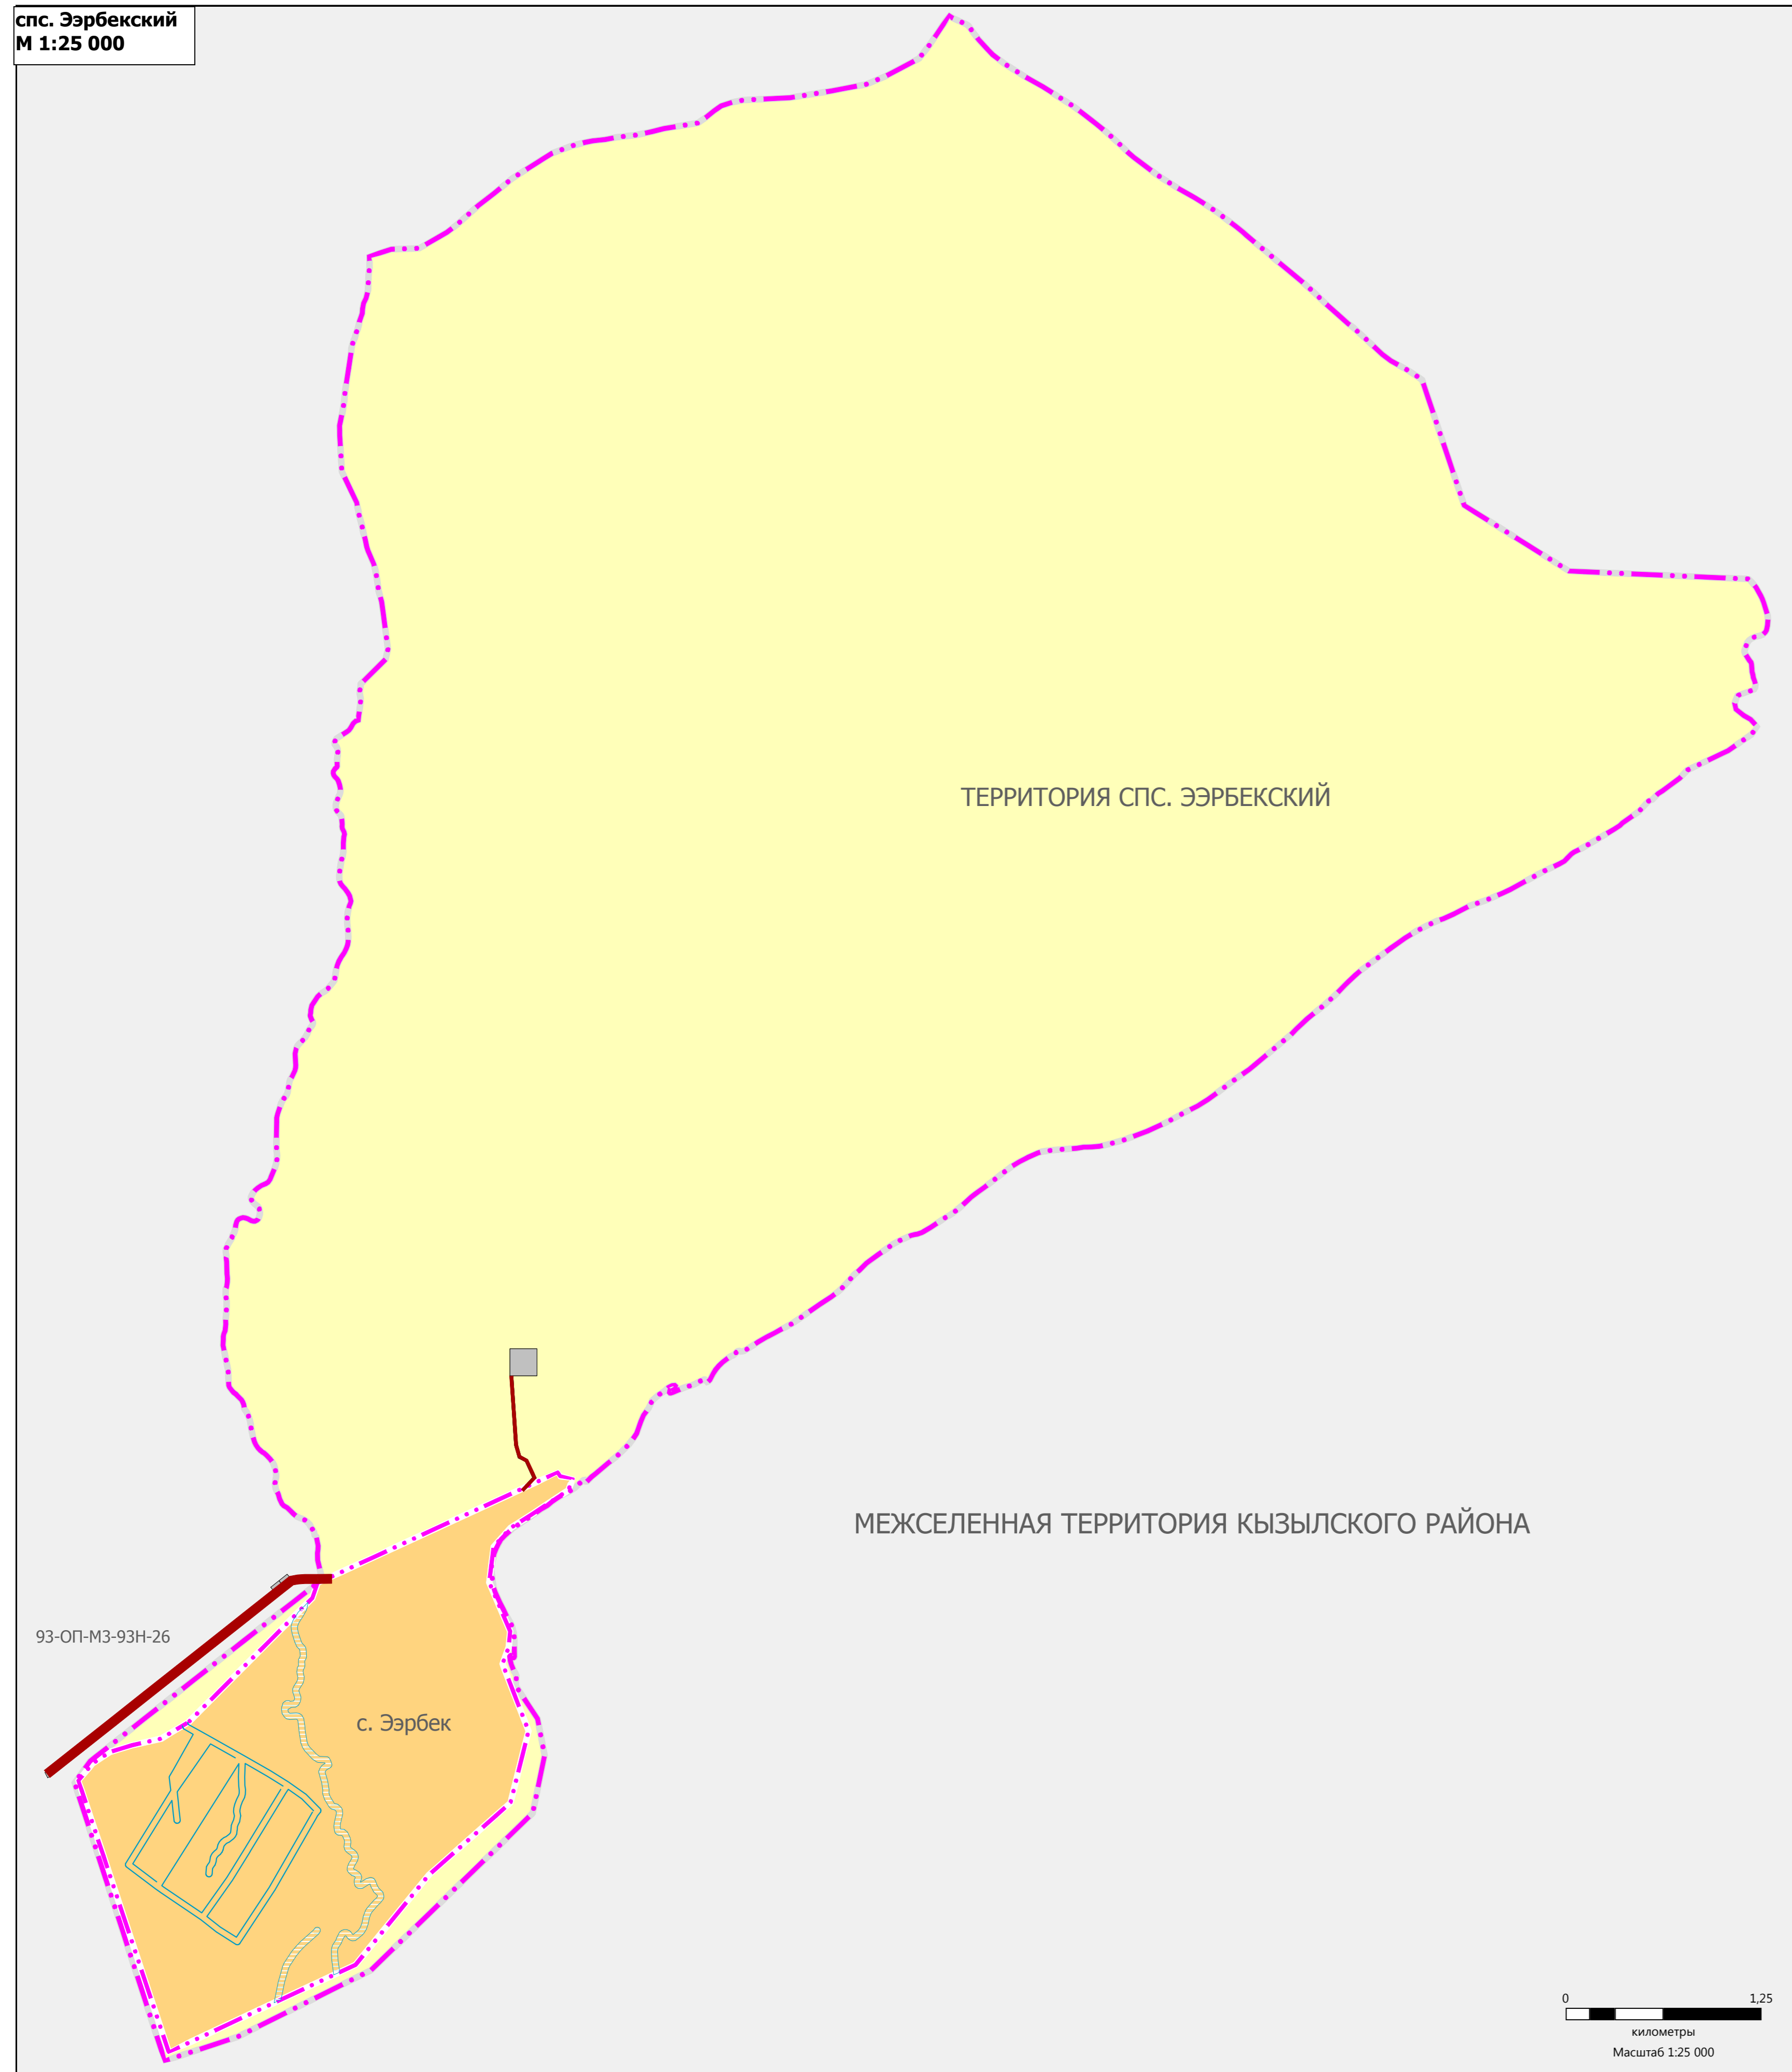 спс. Ээрбекский
М 1:25 000
ТЕРРИТОРИЯ СПС. ЭЭРБЕКСКИЙ
МЕЖСЕЛЕННАЯ ТЕРРИТОРИЯ КЫЗЫЛСКОГО РАЙОНА
93-ОП-МЗ-93Н-26
с. Ээрбек
0 1,25
километры
Масштаб 1:25 000